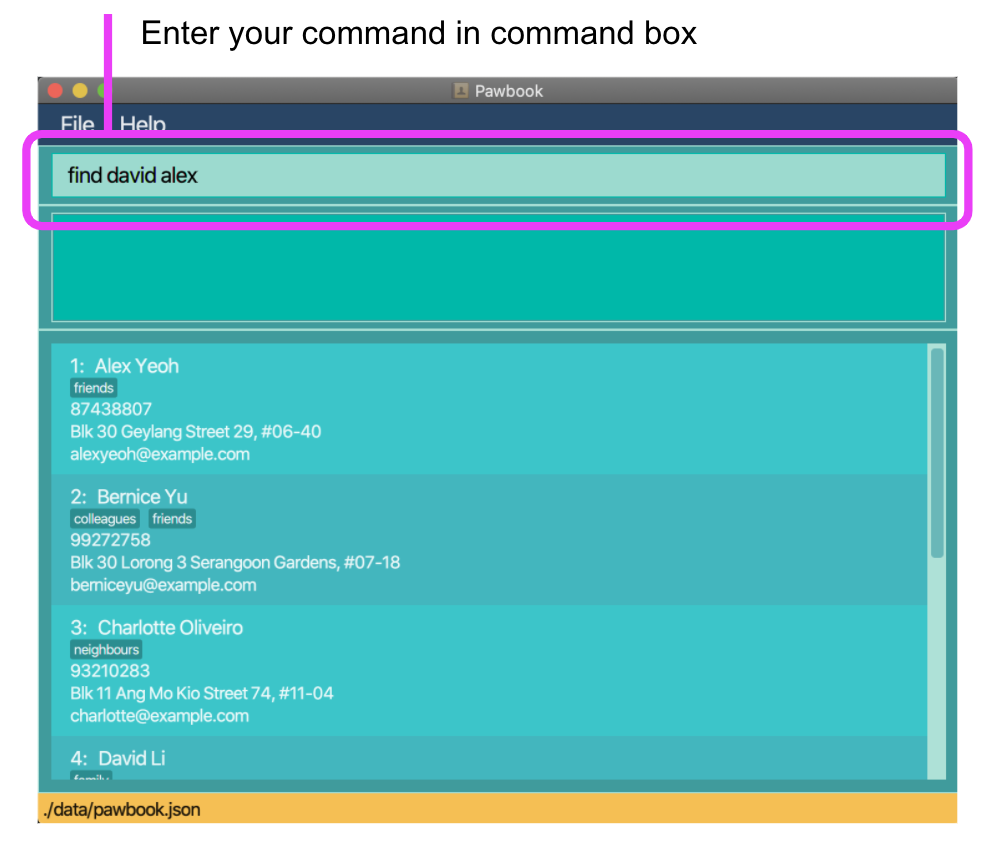 Enter your command in command box
Pawbook
File Help
find david alex
1: Alex Yeoh
friends
87438807
Blk 30 Geylang Street 29, #06-40
alexyeoh@example.com
2: Bernice Yu
colleagues friends
99272758
Blk 30 Lorong 3 Serangoon Gardens, #07-18
berniceyu@example.com
3: Charlotte Oliveiro
neighbours
93210283
Blk 11 Ang Mo Kio Street 74, #11-04
charlotte@example.com
4: David Li
family
./data/pawbook.json